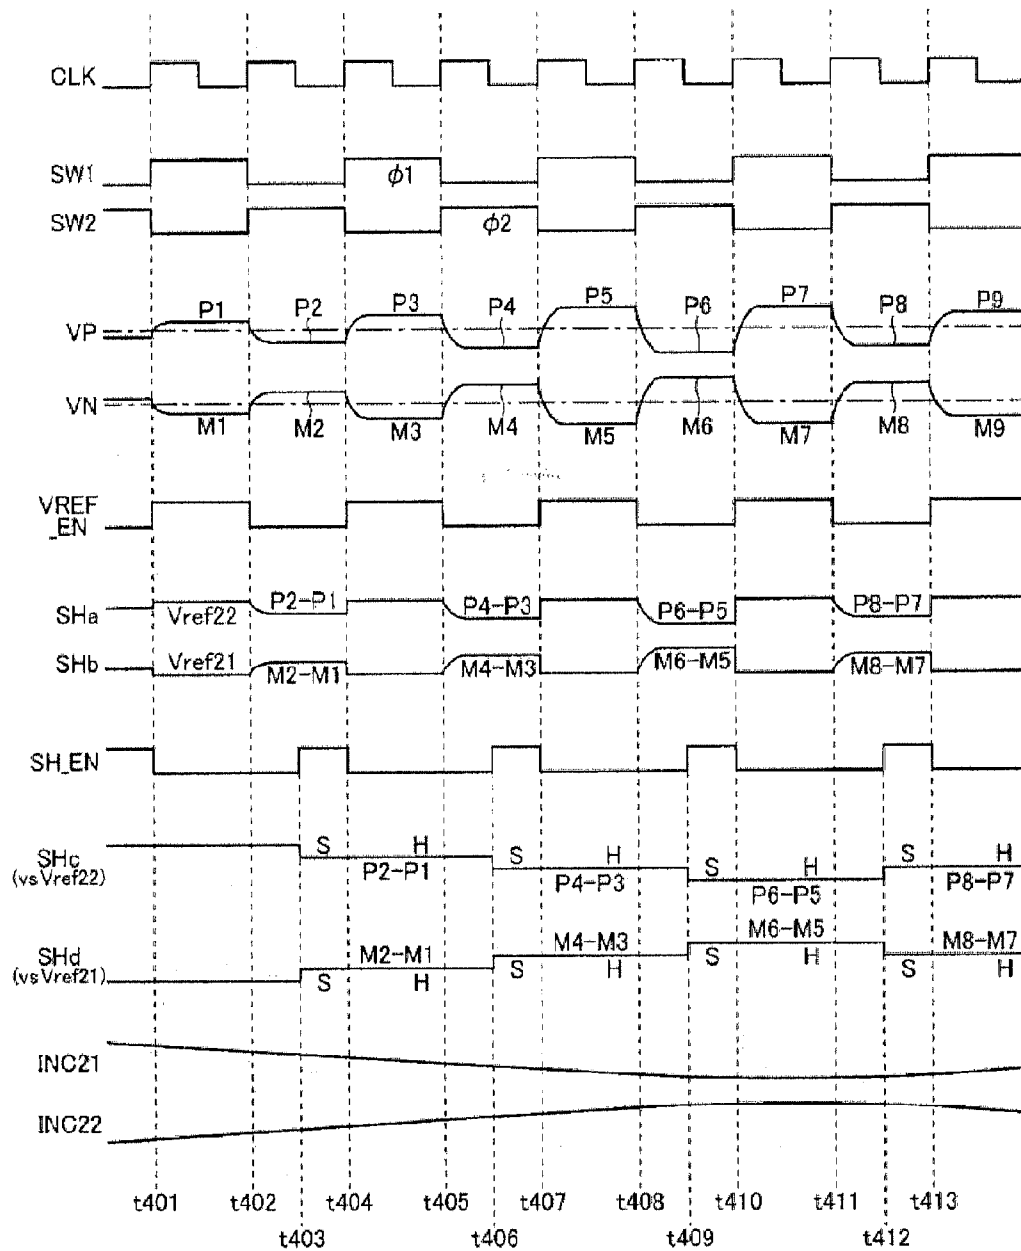 CLK
SW1
φ1
SW2
φ2
P1 P2 P3 P4 P5 P6 P7 P8 P9
VP
VN
M1 M2 M3 M4 M5 M6 M7 M8 M9
VREF
_EN
P2-P1 P4-P3 P6-P5 P8-P7
SHa
Vref22
SHb
Vref21
M2-M1 M4-M3 M6-M5 M8-M7
SH_EN
SHc
(vsVref22)
S H S H S H S H
P2-P1 P4-P3 P6-P5 P8-P7
M2-M1 M4-M3 M6-M5 M8-M7
SHd
(vsVref21)
S H S H S H S H
INC21
INC22
t401 t402 t404 t405 t407 t408 t410 t411 t413
t403 t406 t409 t412